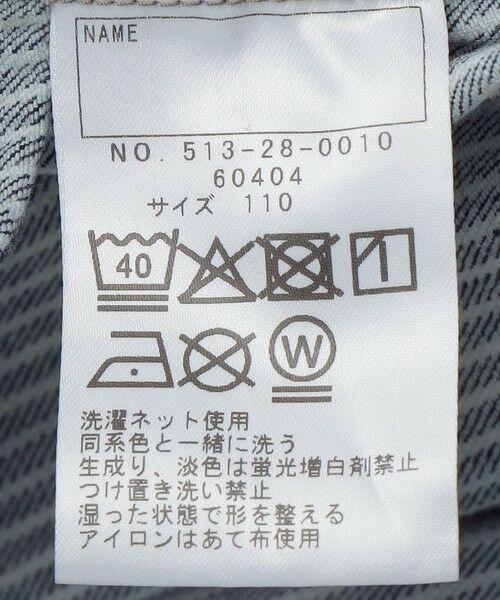 NAME
NO. 513-28-0010
60404
サイズ 110
40
W
洗濯ネット使用
同系色と一緒に洗う
生成り、淡色は蛍光増白剤禁止
つけ置き洗い禁止
湿った状態で形を整える
アイロンはあて布使用